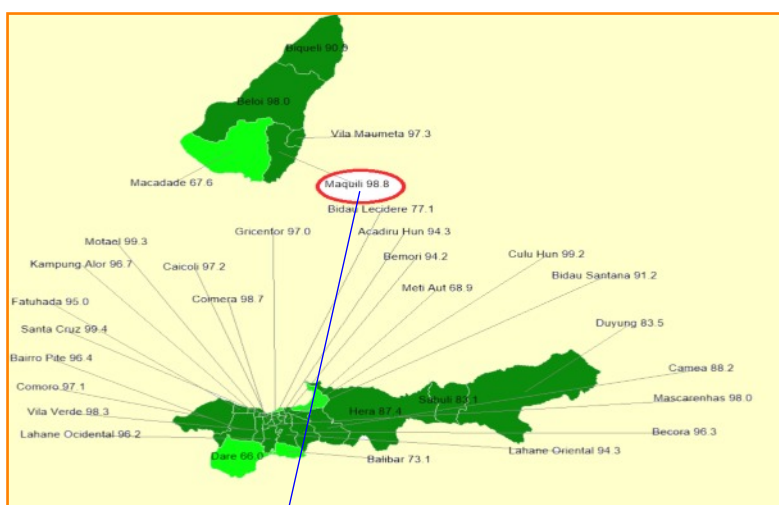 Biqueli 90.9
Beloi 98.0
Vila Maumeta 97.3
Macadade 67.6
Maquili 98.8
Bidau Lecidere 77.1
Gricentor 97.0
Acadiru Hun 94.3
Motael 99.3
Bemori 94.2
Culu Hun 99.2
Kampung Alor 96.7
Caicoli 97.2
Bidau Santana 91.2
Meti Aut 68.9
Fatuhada 95.0
Coimera 98.7
Duyung 83.5
Santa Cruz 99.4
Bairro Pite 96.4
Camea 88.2
Comoro 97.1
Sabuli 83.1
Mascarenhas 98.0
Vila Verde 98.3
Hera 87.4
Lahane Ocidental 96.2
Becora 96.3
Lahane Oriental 94.3
Dare 66.0
Balibar 73.1